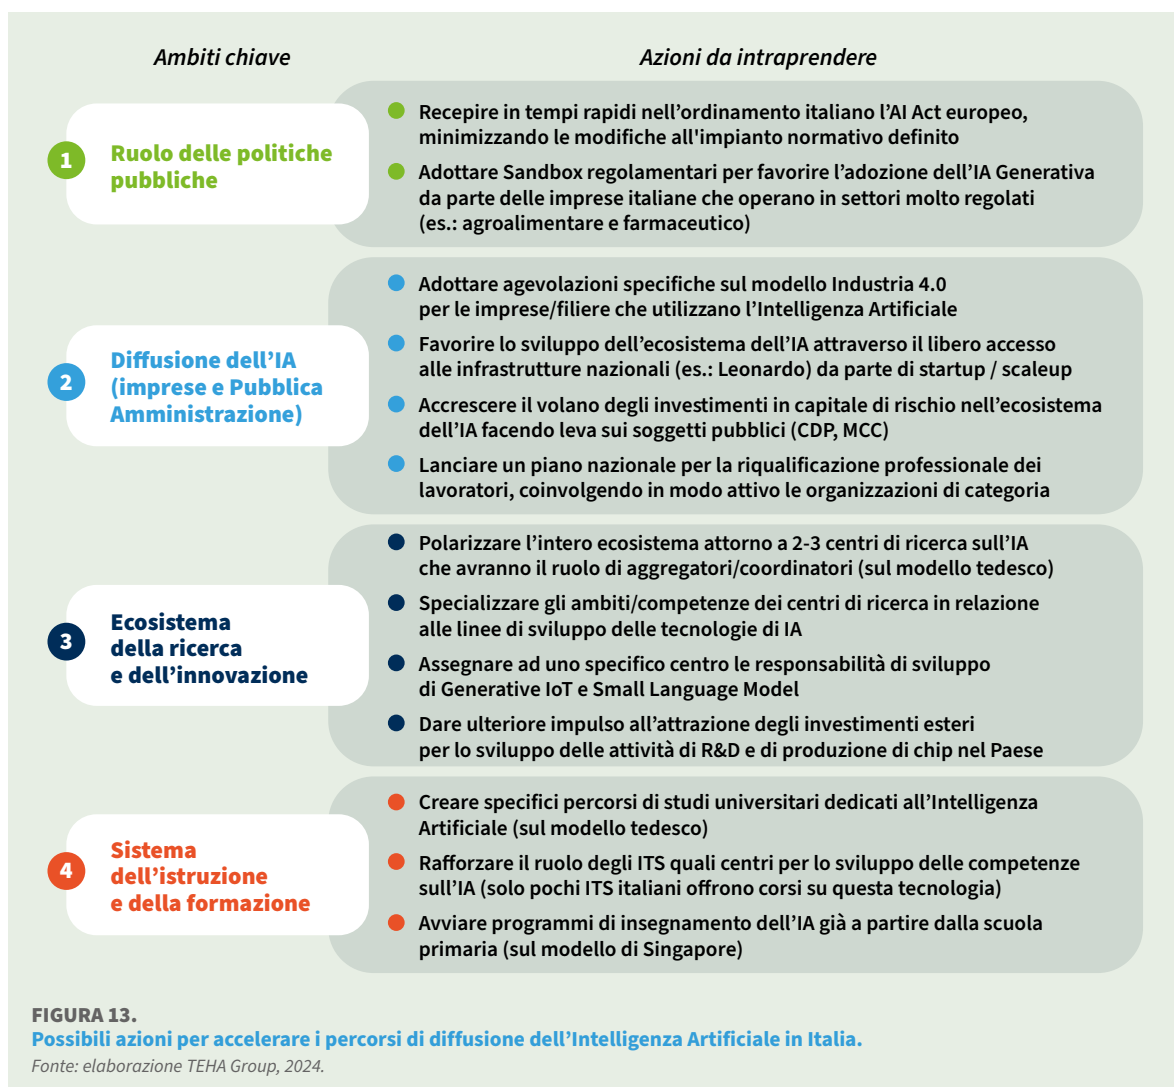 Ambiti chiave
Azioni da intraprendere
1
Ruolo delle politiche
pubbliche
Recepire in tempi rapidi nell’ordinamento italiano l’AI Act europeo,
minimizzando le modifiche all'impianto normativo definito
Adottare Sandbox regolamentari per favorire l’adozione dell’IA Generativa
da parte delle imprese italiane che operano in settori molto regolati
(es.: agroalimentare e farmaceutico)
2
Diffusione dell’IA
(imprese e Pubblica
Amministrazione)
Adottare agevolazioni specifiche sul modello Industria 4.0
per le imprese/filiere che utilizzano l’Intelligenza Artificiale
Favorire lo sviluppo dell’ecosistema dell’IA attraverso il libero accesso
alle infrastrutture nazionali (es.: Leonardo) da parte di startup / scaleup
Accrescere il volano degli investimenti in capitale di rischio nell’ecosistema
dell’IA facendo leva sui soggetti pubblici (CDP, MCC)
Lanciare un piano nazionale per la riqualificazione professionale dei
lavoratori, coinvolgendo in modo attivo le organizzazioni di categoria
3
Ecosistema
della ricerca
e dell’innovazione
Polarizzare l’intero ecosistema attorno a 2-3 centri di ricerca sull’IA
che avranno il ruolo di aggregatori/coordinatori (sul modello tedesco)
Specializzare gli ambiti/competenze dei centri di ricerca in relazione
alle linee di sviluppo delle tecnologie di IA
Assegnare ad uno specifico centro le responsabilità di sviluppo
di Generative IoT e Small Language Model
Dare ulteriore impulso all’attrazione degli investimenti esteri
per lo sviluppo delle attività di R&D e di produzione di chip nel Paese
4
Sistema
dell’istruzione
e della formazione
Creare specifici percorsi di studi universitari dedicati all’Intelligenza
Artificiale (sul modello tedesco)
Rafforzare il ruolo degli ITS quali centri per lo sviluppo delle competenze
sull’IA (solo pochi ITS italiani offrono corsi su questa tecnologia)
Avviare programmi di insegnamento dell’IA già a partire dalla scuola
primaria (sul modello di Singapore)
FIGURA 13.
Possibili azioni per accelerare i percorsi di diffusione dell’Intelligenza Artificiale in Italia.
Fonte: elaborazione TEHA Group, 2024.